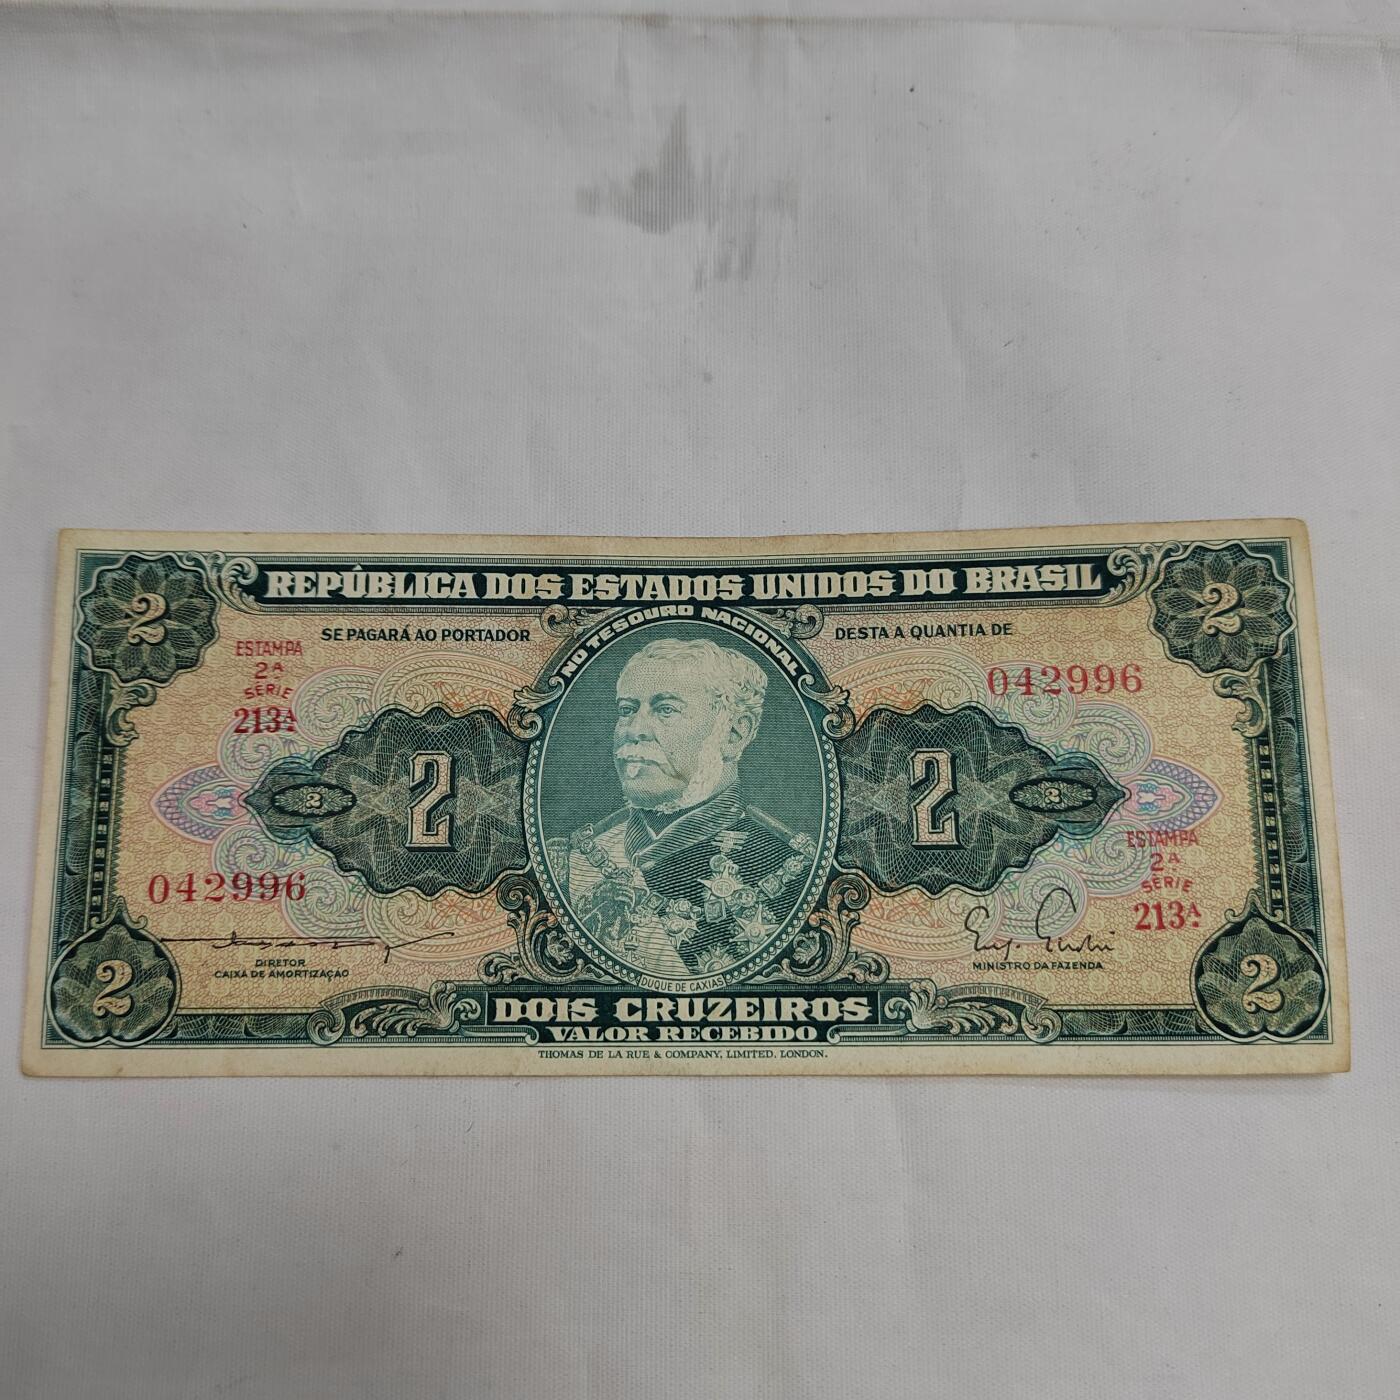 2
REPÚBLICA DOS ESTADOS UNIDOS DO BRASIL
2
SE PAGARÁ AO PORTADOR
NO TESOURO NACIONAL
DESTA A QUANTIA DE
ESTAMPA
2ª
SÉRIE
213ª
042996
2
2
2
2
042996
ESTAMPA
2ª
SÉRIE
213ª
DIRETOR
CAIXA DE AMORTIZAÇÃO
MINISTRO DA FAZENDA
2
DUQUE DE CAXIAS
2
DOIS CRUZEIROS
VALOR RECEBIDO
THOMAS DE LA RUE & COMPANY, LIMITED. LONDON.